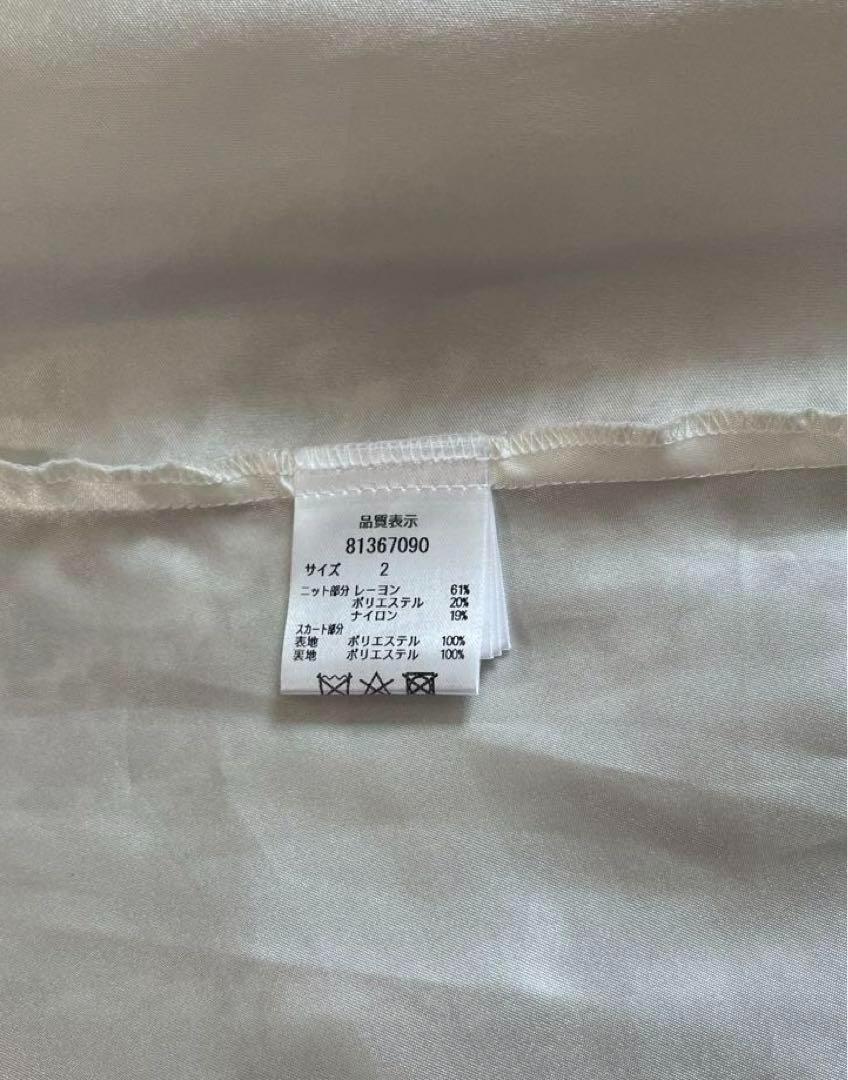 品質表示
81367090
サイズ 2
ニット部分 レーヨン 61%
ポリエステル 20%
ナイロン 19%
スカート部分
表地 ポリエステル 100%
裏地 ポリエステル 100%